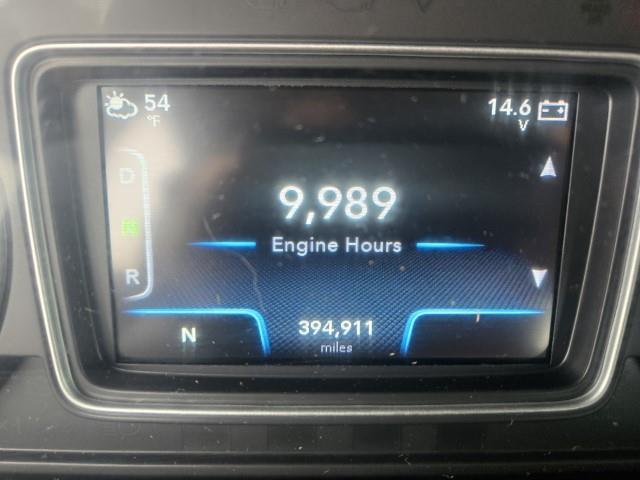 54
°F
14.6
V
D
N
R
9,989
Engine Hours
N
394,911
miles